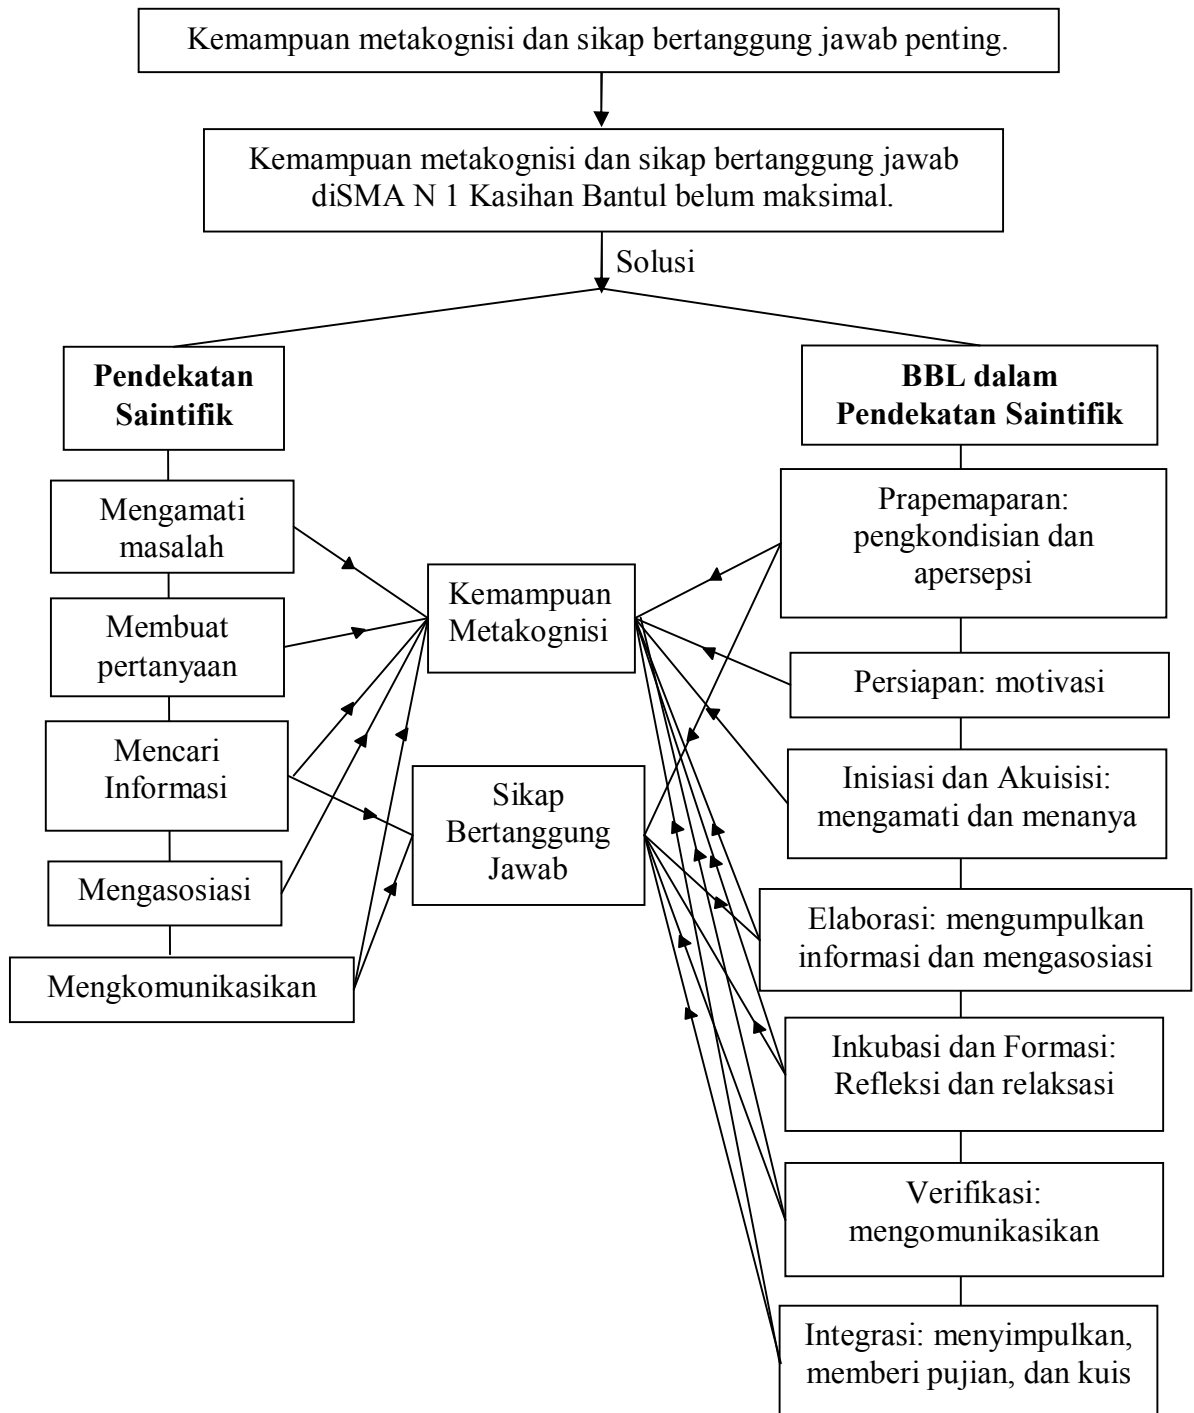 Kemampuan metakognisi dan sikap bertanggung jawab penting.
Kemampuan metakognisi dan sikap bertanggung jawab
diSMA N 1 Kasihan Bantul belum maksimal.
Solusi
Pendekatan
Saintifik
Mengamati
masalah
Membuat
pertanyaan
Mencari
Informasi
Mengasosiasi
Mengkomunikasikan
Kemampuan
Metakognisi
Sikap
Bertanggung
Jawab
BBL dalam
Pendekatan Saintifik
Prapemaparan:
pengkondisian dan
apersepsi
Persiapan: motivasi
Inisiasi dan Akuisisi:
mengamati dan menanya
Elaborasi: mengumpulkan
informasi dan mengasosiasi
Inkubasi dan Formasi:
Refleksi dan relaksasi
Verifikasi:
mengomunikasikan
Integrasi: menyimpulkan,
memberi pujian, dan kuis